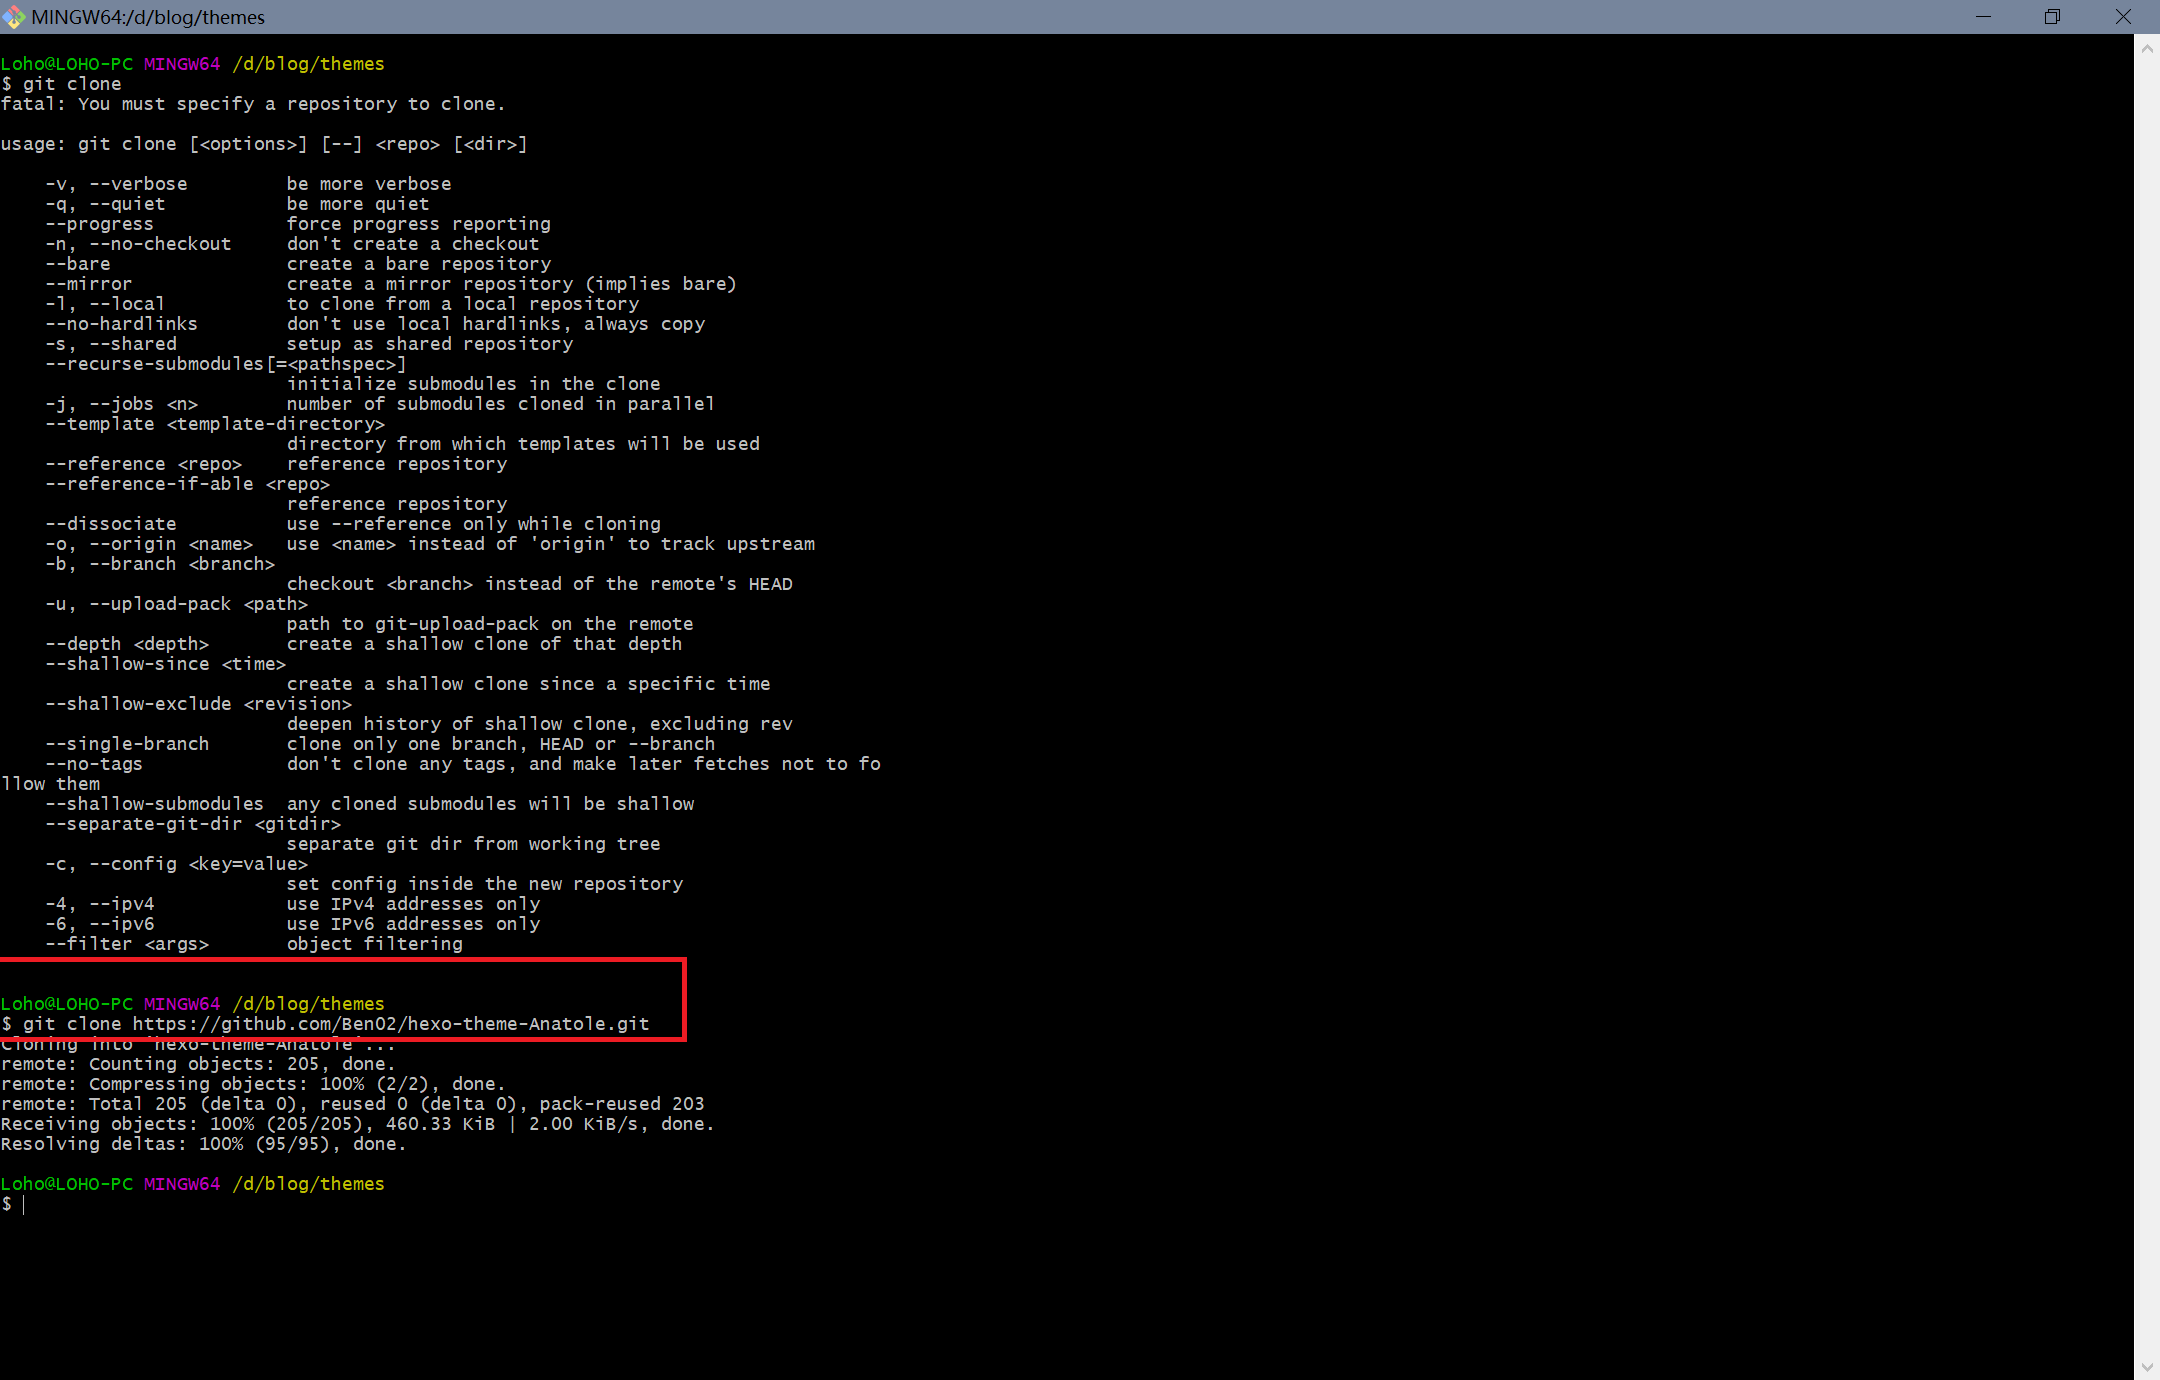 MINGW64:/d/blog/themes
Loho@LOHO-PC MINGW64 /d/blog/themes
$ git clone
fatal: You must specify a repository to clone.
usage: git clone [<options>] [--] <repo> [<dir>]
-v, --verbose be more verbose
-q, --quiet be more quiet
--progress force progress reporting
-n, --no-checkout don't create a checkout
--bare create a bare repository
--mirror create a mirror repository (implies bare)
-l, --local to clone from a local repository
--no-hardlinks don't use local hardlinks, always copy
-s, --shared setup as shared repository
--recurse-submodules[=<pathspec>]
initialize submodules in the clone
-j, --jobs <n> number of submodules cloned in parallel
--template <template-directory>
directory from which templates will be used
--reference <repo> reference repository
--reference-if-able <repo>
reference repository
--dissociate use --reference only while cloning
-o, --origin <name> use <name> instead of 'origin' to track upstream
-b, --branch <branch>
checkout <branch> instead of the remote's HEAD
-u, --upload-pack <path>
path to git-upload-pack on the remote
--depth <depth> create a shallow clone of that depth
--shallow-since <time>
create a shallow clone since a specific time
--shallow-exclude <revision>
deepen history of shallow clone, excluding rev
--single-branch clone only one branch, HEAD or --branch
--no-tags don't clone any tags, and make later fetches not to fo
llow them
--shallow-submodules any cloned submodules will be shallow
--separate-git-dir <gitdir>
separate git dir from working tree
-c, --config <key=value>
set config inside the new repository
-4, --ipv4 use IPv4 addresses only
-6, --ipv6 use IPv6 addresses only
--filter <args> object filtering
Loho@LOHO-PC MINGW64 /d/blog/themes
$ git clone https://github.com/Ben02/hexo-theme-Anatole.git
Cloning into 'hexo-theme-Anatole'...
remote: Counting objects: 205, done.
remote: Compressing objects: 100% (2/2), done.
remote: Total 205 (delta 0), reused 0 (delta 0), pack-reused 203
Receiving objects: 100% (205/205), 460.33 KiB | 2.00 KiB/s, done.
Resolving deltas: 100% (95/95), done.
Loho@LOHO-PC MINGW64 /d/blog/themes
$